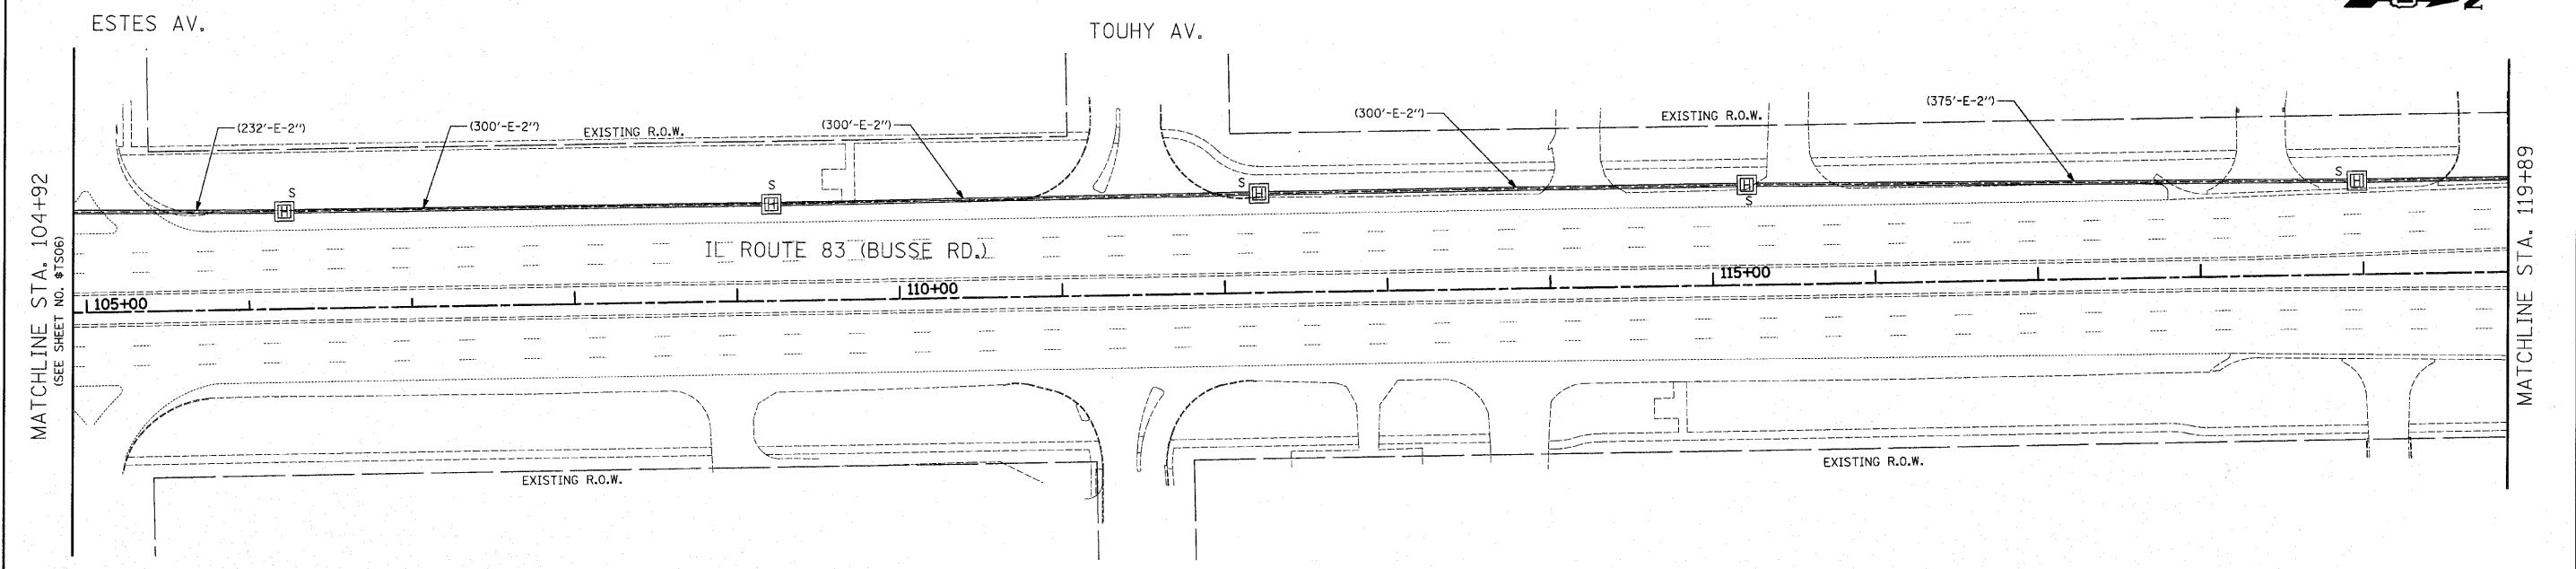 ESTES AV.
TOUHY AV.
Z
(232'-E-2")
(300'-E-2")
EXISTING R.O.W.
(300'-E-2")
(300'-E-2")
EXISTING R.O.W.
(375'-E-2")
S
H
S
H
S
H
H
S
S
H
MATCHLINE STA. 104+92
(SEE SHEET NO. #TS06)
IL ROUTE 83 (BUSSE RD.)
105+00
110+00
115+00
MATCHLINE STA. 119+89
EXISTING R.O.W.
EXISTING R.O.W.